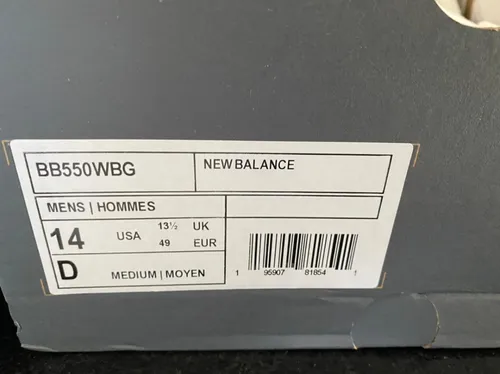 BB550WBG
NEW BALANCE
MENS | HOMMES
14 USA 13½ UK
49 EUR
D MEDIUM | MOYEN
1 95907 81854 1